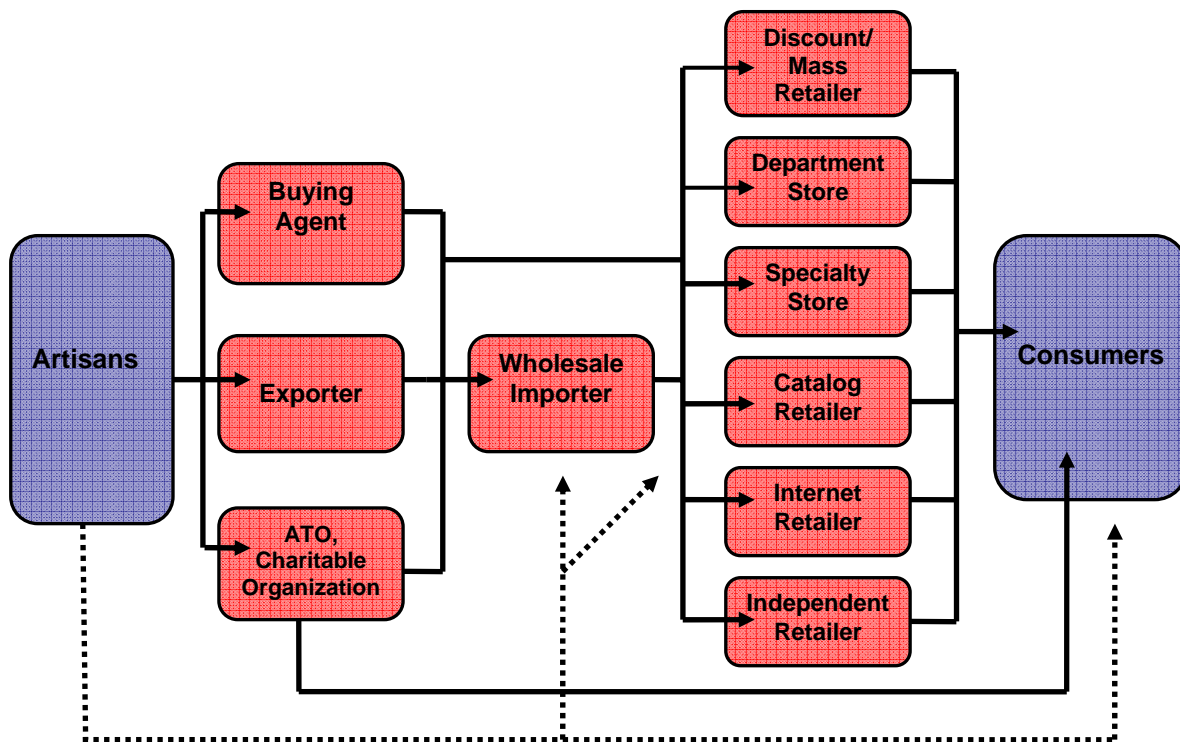 Artisans
Buying
Agent
Exporter
ATO,
Charitable
Organization
Wholesale
Importer
Discount/
Mass
Retailer
Department
Store
Specialty
Store
Catalog
Retailer
Internet
Retailer
Independent
Retailer
Consumers